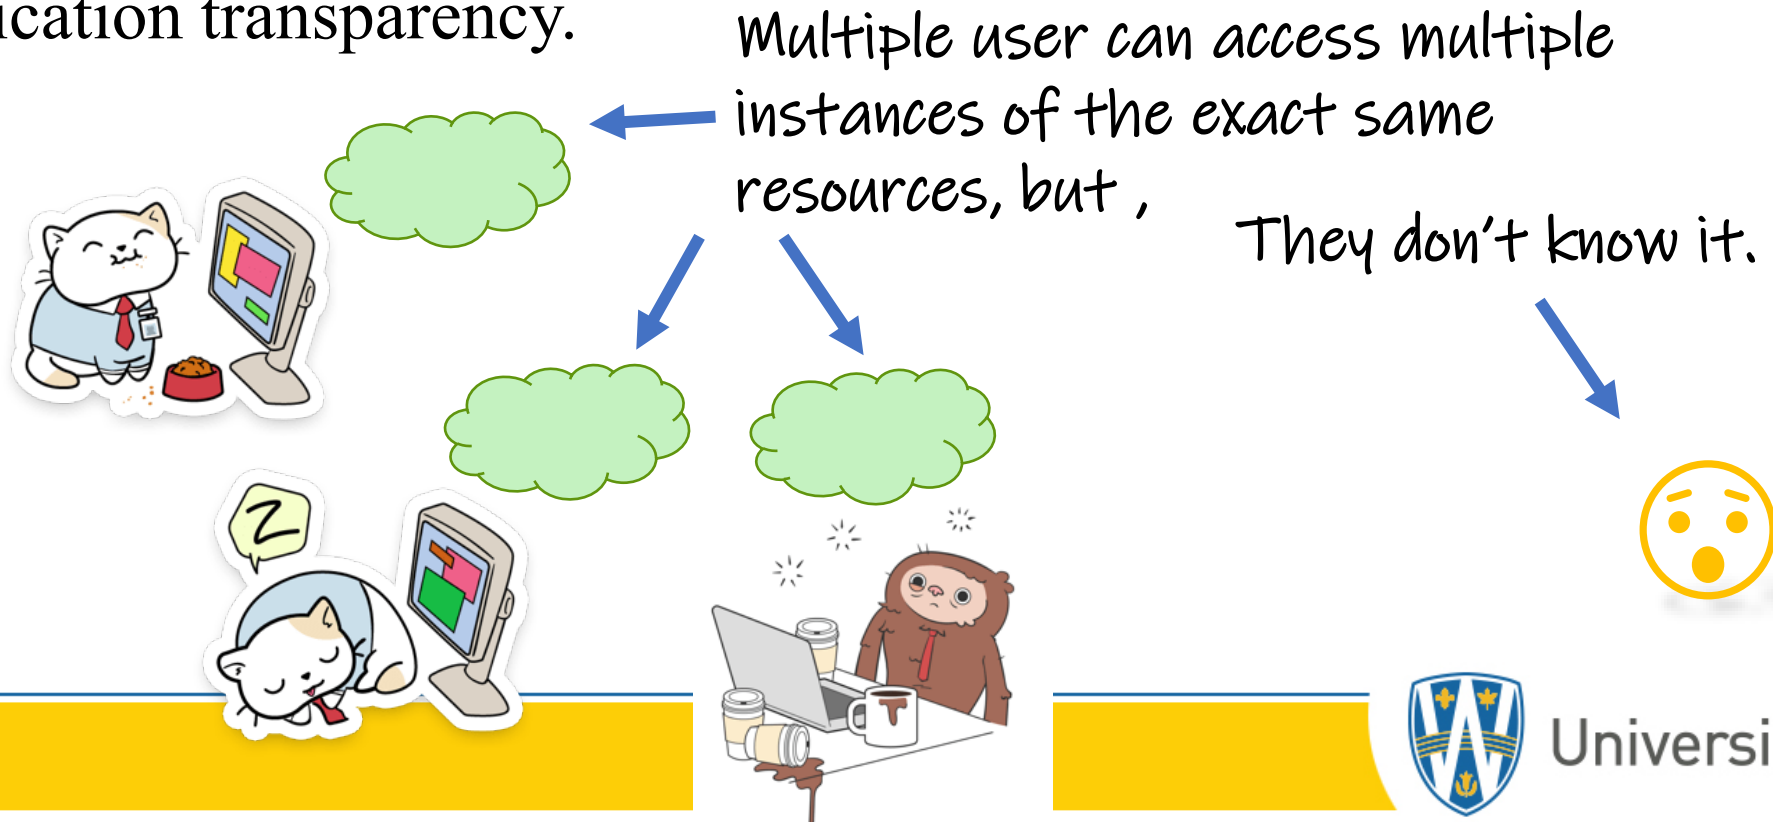 ication transparency.
Multiple user can access multiple
instances of the exact same
resources, but ,
They don't know it.
Z
T
Universi